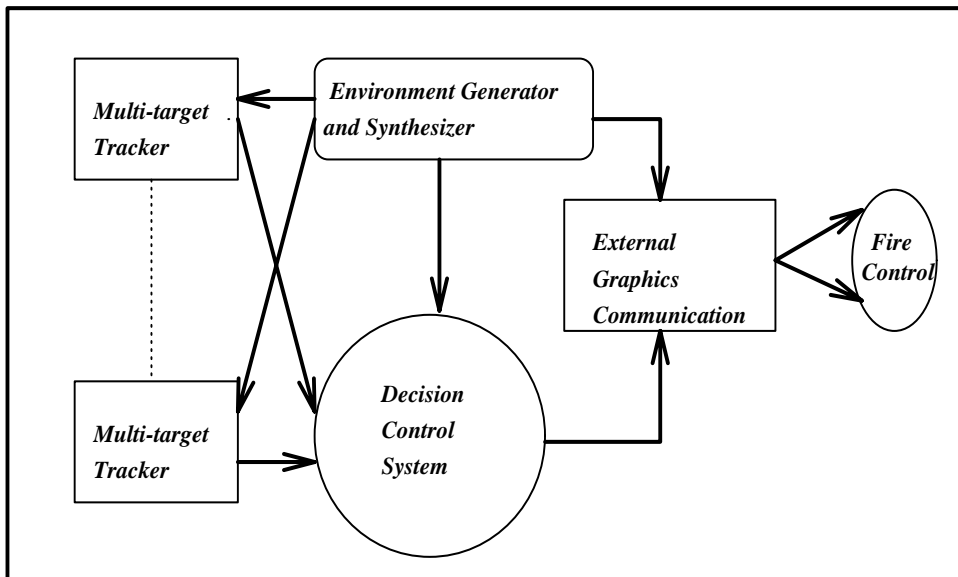 Multi-target
Tracker
Environment Generator
and Synthesizer
External
Graphics
Communication
Fire
Control
Multi-target
Tracker
Decision
Control
System